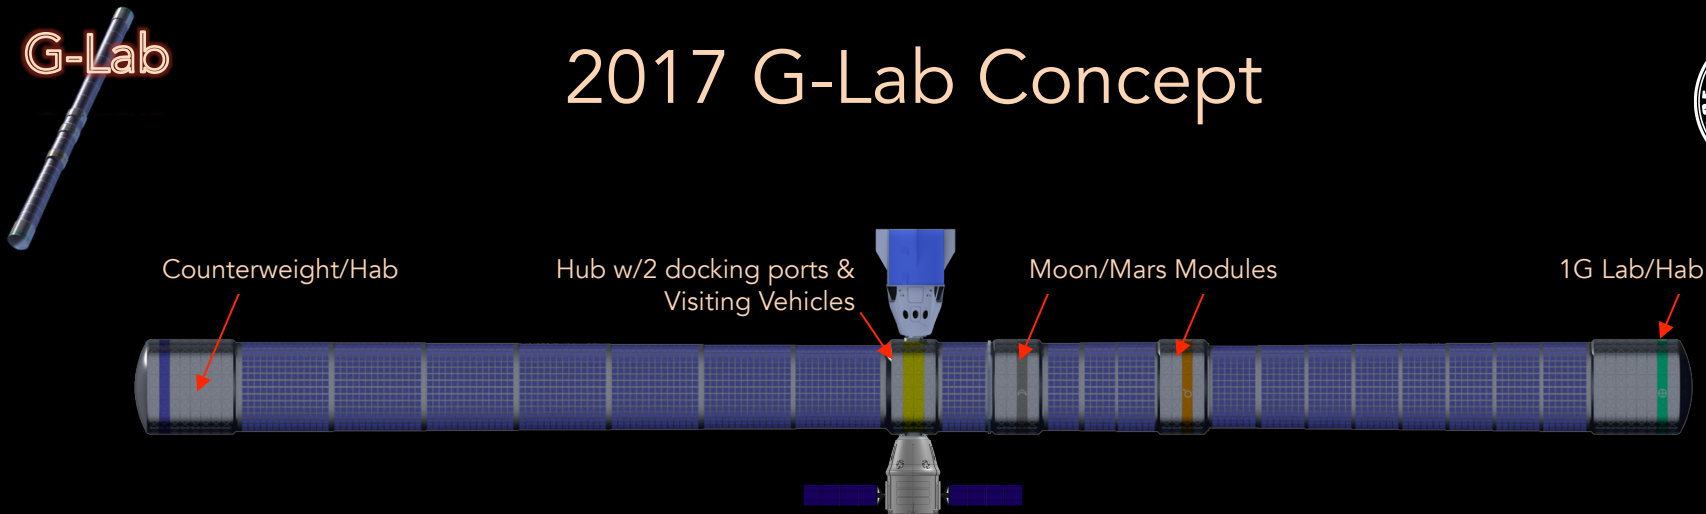 G-Lab
2017 G-Lab Concept
Counterweight/Hab
Hub w/2 docking ports &
Visiting Vehicles
Moon/Mars Modules
1G Lab/Hab